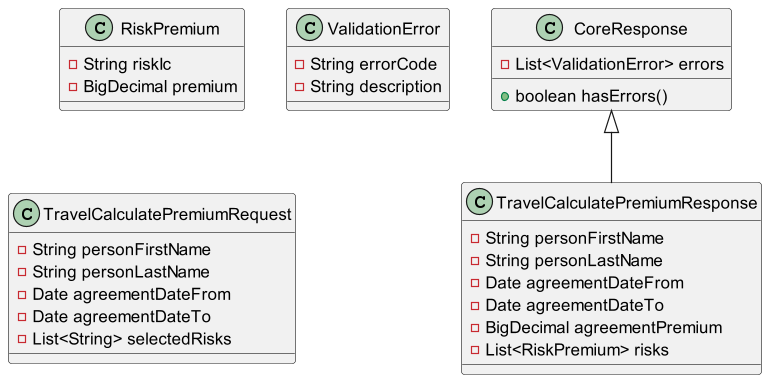 C RiskPremium
String riskIc
BigDecimal premium
C ValidationError
String errorCode
String description
C CoreResponse
List<ValidationError> errors
boolean hasErrors()
C TravelCalculatePremiumRequest
String personFirstName
String personLastName
Date agreementDateFrom
Date agreementDateTo
List<String> selectedRisks
C TravelCalculatePremiumResponse
String personFirstName
String personLastName
Date agreementDateFrom
Date agreementDateTo
BigDecimal agreementPremium
List<RiskPremium> risks